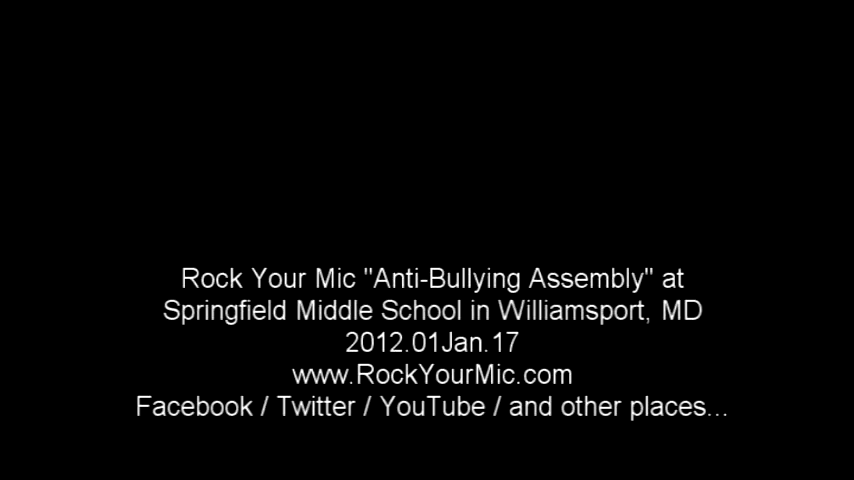 Rock Your Mic "Anti-Bullying Assembly" at
Springfield Middle School in Williamsport, MD
2012.01Jan.17
www.RockYourMic.com
Facebook / Twitter / YouTube / and other places...